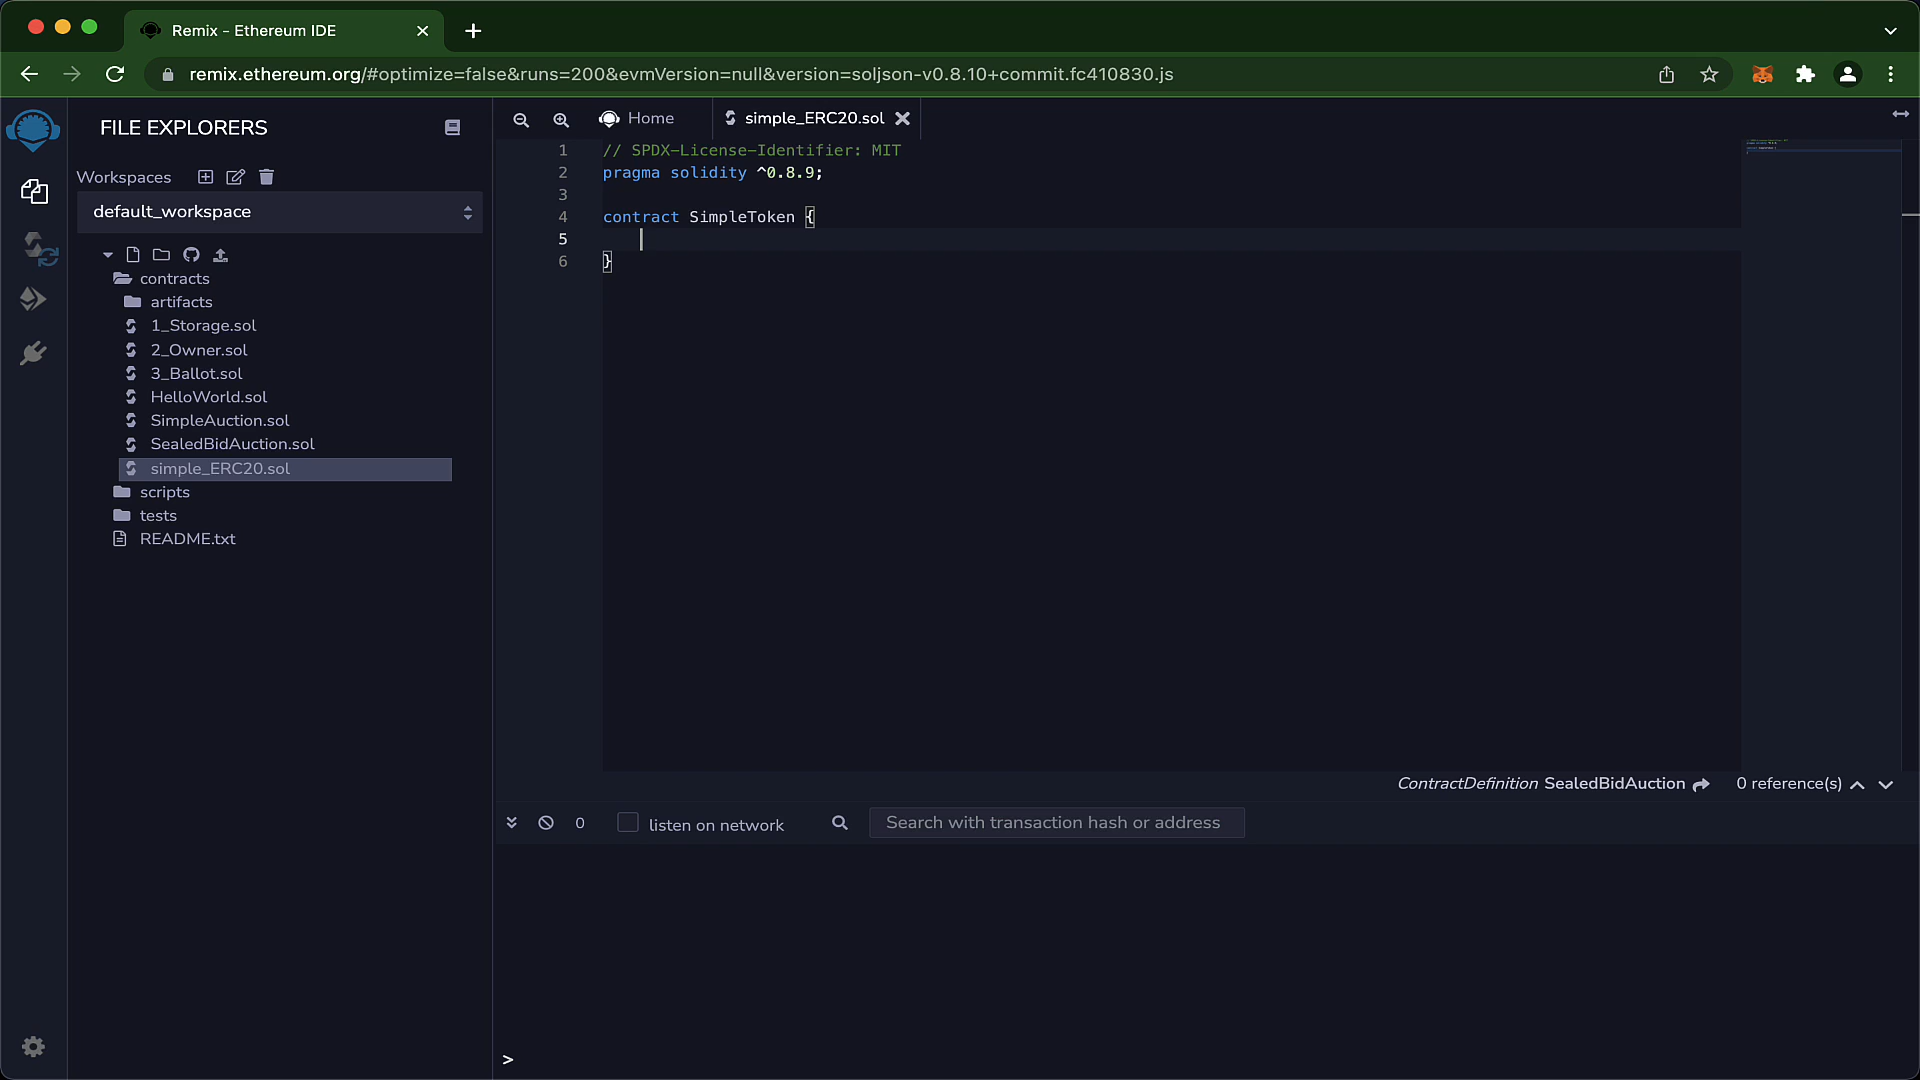 Remix - Ethereum IDE
remix.ethereum.org/#optimize=false&runs=200&evmVersion=null&version=soljson-v0.8.10+commit.fc410830.js
FILE EXPLORERS
Workspaces
default_workspace
contracts
artifacts
1_Storage.sol
2_Owner.sol
3_Ballot.sol
HelloWorld.sol
SimpleAuction.sol
SealedBidAuction.sol
simple_ERC20.sol
scripts
tests
README.txt
Home
simple_ERC20.sol
1 // SPDX-License-Identifier: MIT
2 pragma solidity ^0.8.9;
3
4 contract SimpleToken {
5
6 }
ContractDefinition SealedBidAuction 0 reference(s)
0 listen on network Search with transaction hash or address
>